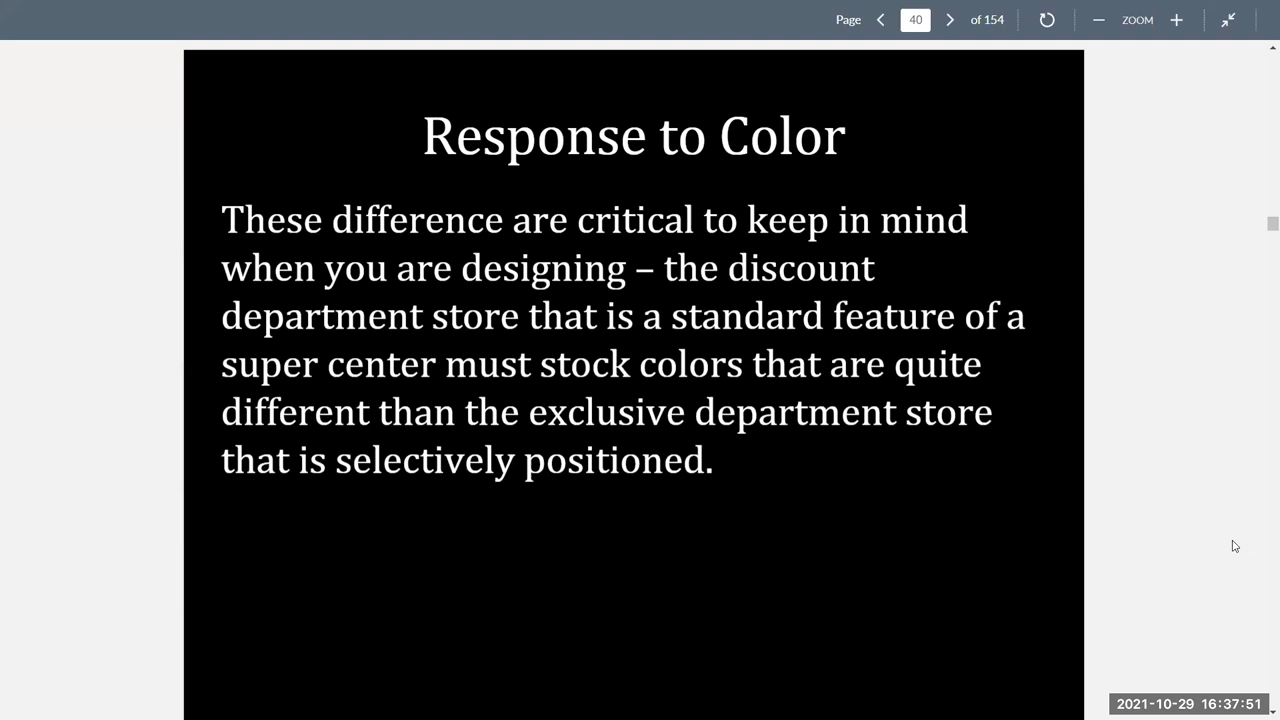 Page 40 of 154 ZOOM
Response to Color
These difference are critical to keep in mind
when you are designing – the discount
department store that is a standard feature of a
super center must stock colors that are quite
different than the exclusive department store
that is selectively positioned.
2021-10-29 16:37:51